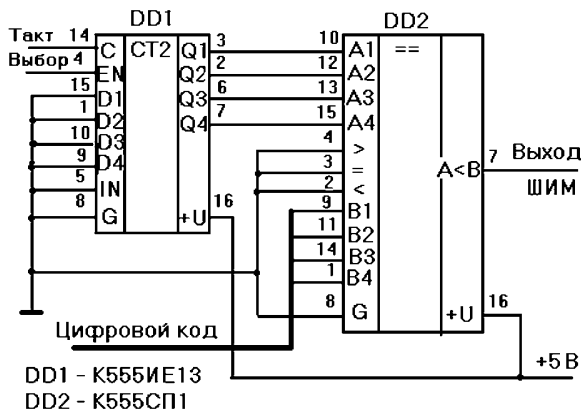 DD1
DD2
Такт 14 C CT2 Q1 3 10 A1 ==
Выбор 4 EN Q2 2 12 A2
15 D1 Q3 6 13 A3
1 D2 Q4 7 15 A4
10 D3 4 >
9 D4 3 = A<B 7 Выход
5 IN 2 < ШИМ
8 G +U 16 9 B1
11 B2
14 B3
1 B4
8 G +U 16
Цифровой код
+5 В
DD1 - К555ИЕ13
DD2 - К555СП1